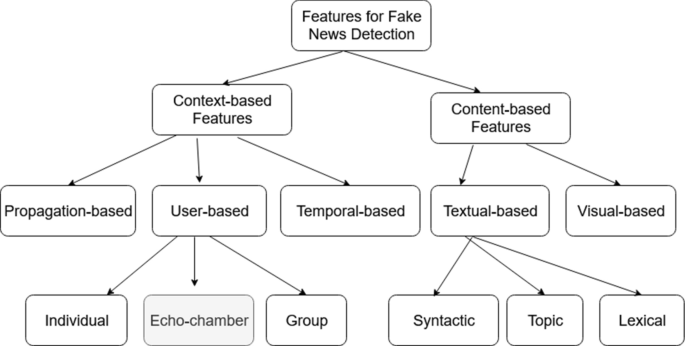 Features for Fake
News Detection
Context-based
Features
Content-based
Features
Propagation-based
User-based
Temporal-based
Textual-based
Visual-based
Individual
Echo-chamber
Group
Syntactic
Topic
Lexical